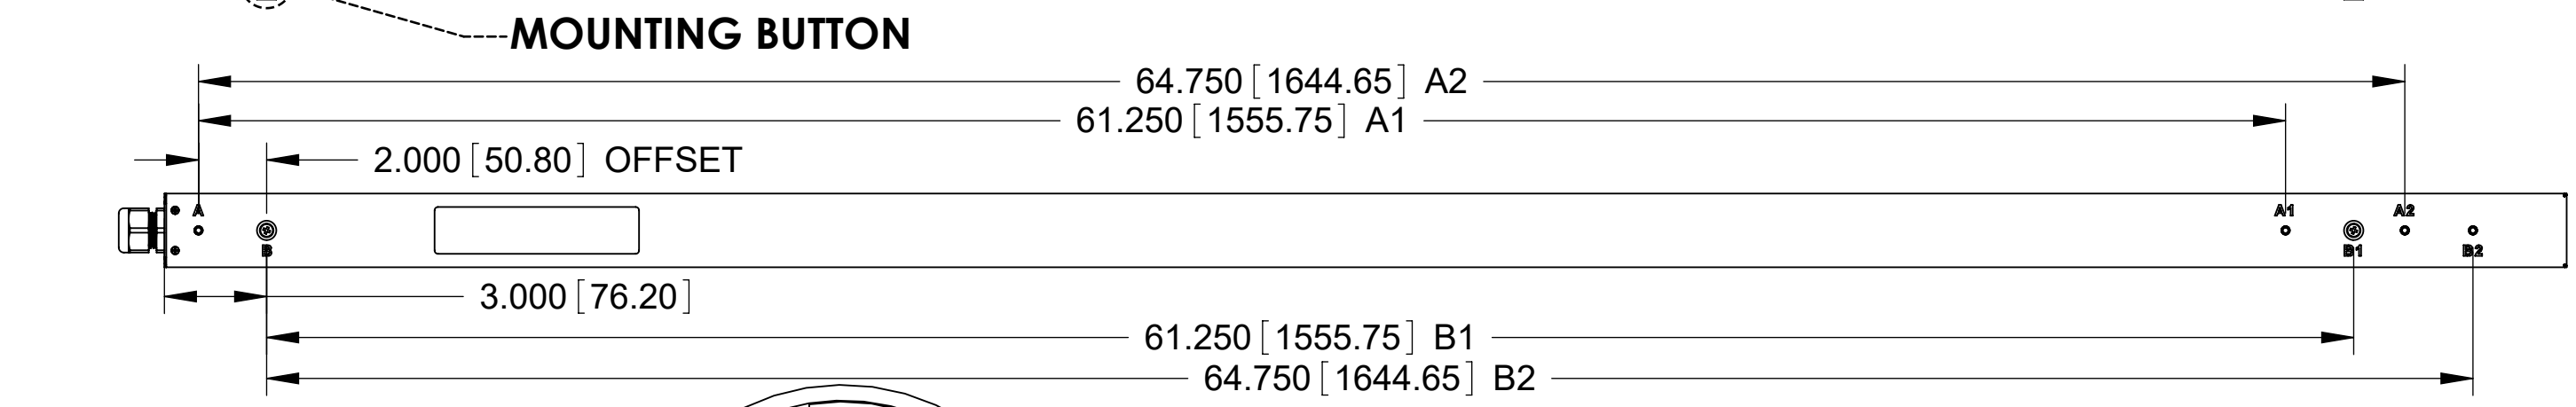 MOUNTING BUTTON
64.750 [1644.65] A2
61.250 [1555.75] A1
2.000 [50.80] OFFSET
A
A1
A2
B
B1
B2
3.000 [76.20]
61.250 [1555.75] B1
64.750 [1644.65] B2